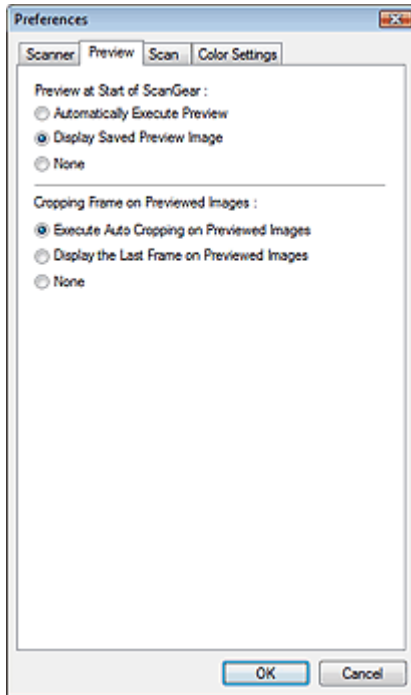 Preferences
Scanner Preview Scan Color Settings
Preview at Start of ScanGear :
Automatically Execute Preview
Display Saved Preview Image
None
Cropping Frame on Previewed Images :
Execute Auto Cropping on Previewed Images
Display the Last Frame on Previewed Images
None
OK Cancel